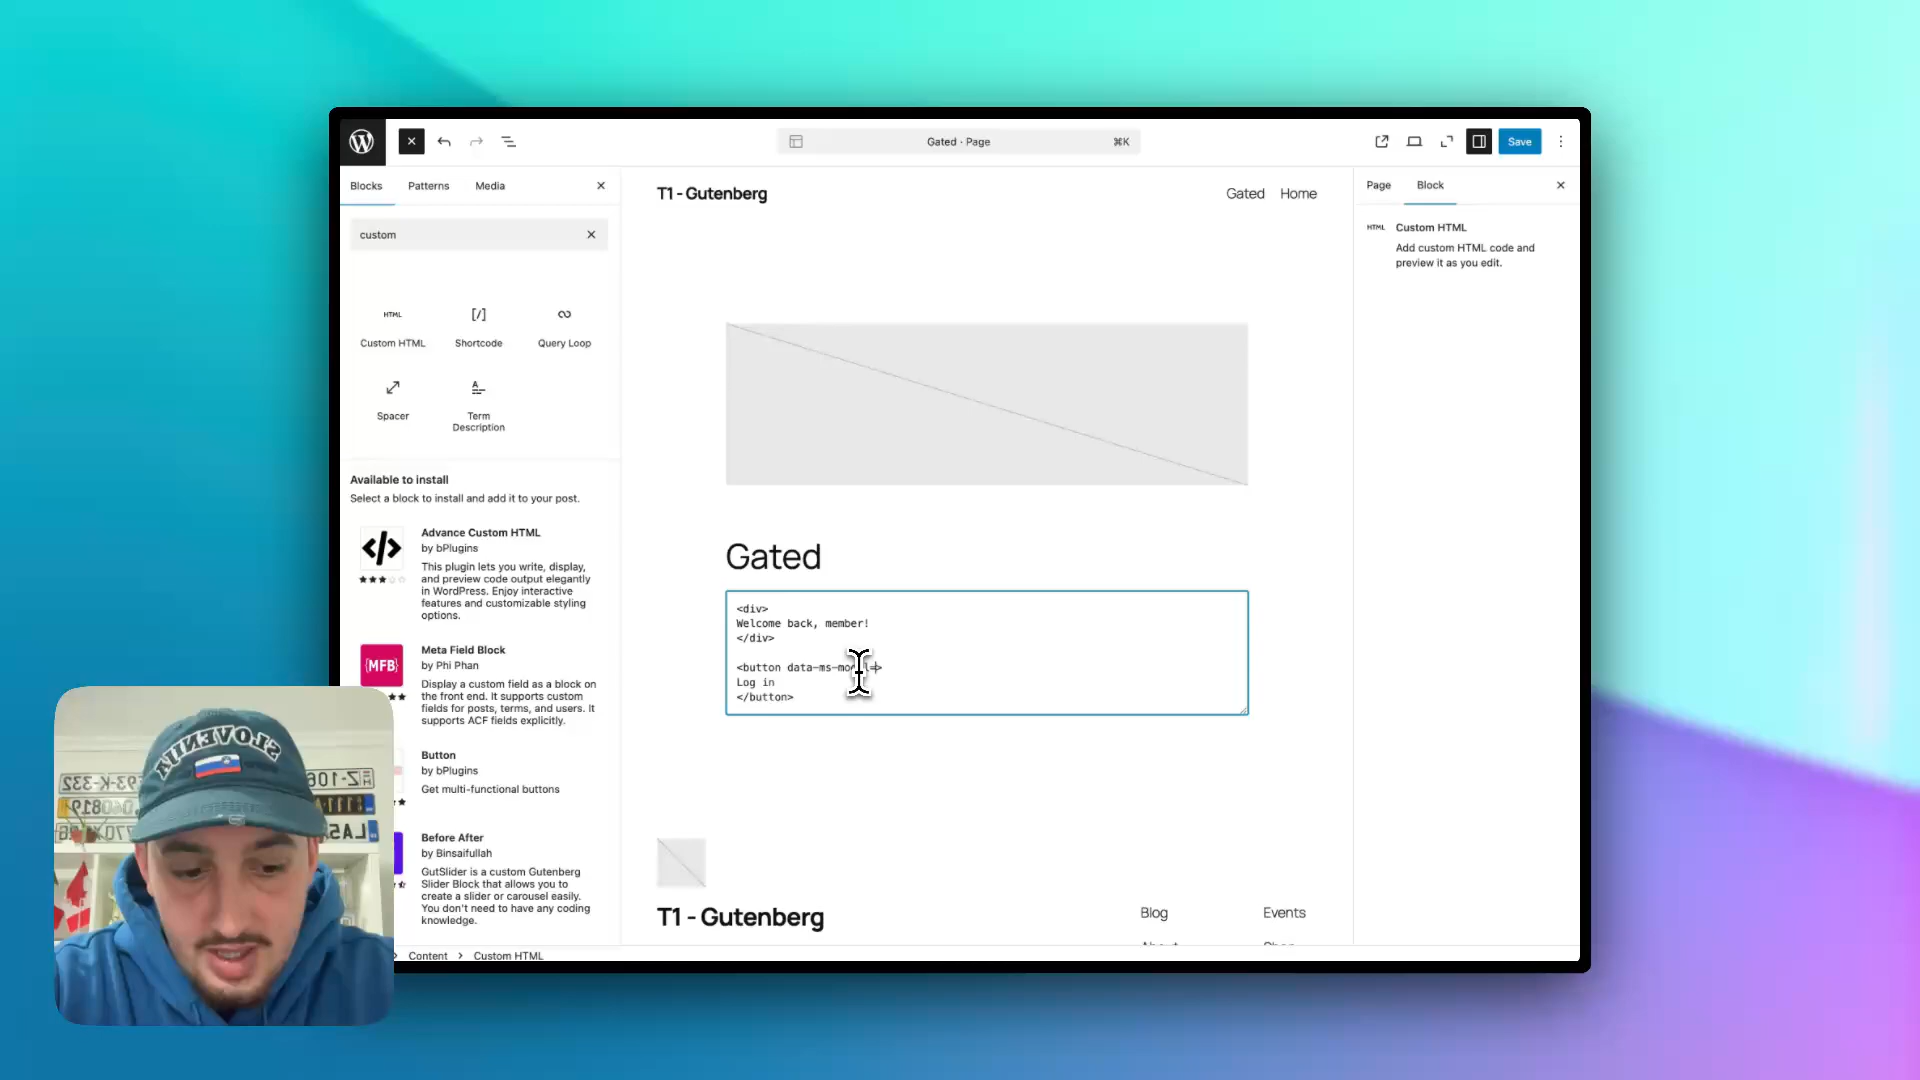 Gated · Page
⌘K
Save
Blocks
Patterns
Media
custom
HTML
Custom HTML
Shortcode
Query Loop
Spacer
Term
Description
Available to install
Select a block to install and add it to your post.
Advance Custom HTML
by bPlugins
This plugin lets you write, display,
and preview code output elegantly
in WordPress. Enjoy interactive
features and customizable styling
options.
{MFB}
Meta Field Block
by Phi Phan
Display a custom field as a block on
the front end. It supports custom
fields for posts, terms, and users. It
supports ACF fields explicitly.
Button
by bPlugins
Get multi-functional buttons
Before After
by Binsaifullah
GutSlider is a custom Gutenberg
Slider Block that allows you to
create a slider or carousel easily.
You don't need to have any coding
knowledge.
Content > Custom HTML
T1 - Gutenberg
Gated
Home
Gated
<div>
Welcome back, member!
</div>
<button
Log in
</button>
T1 - Gutenberg
Blog
Events
Page
Block
HTML
Custom HTML
Add custom HTML code and
preview it as you edit.
SLOVENIJA